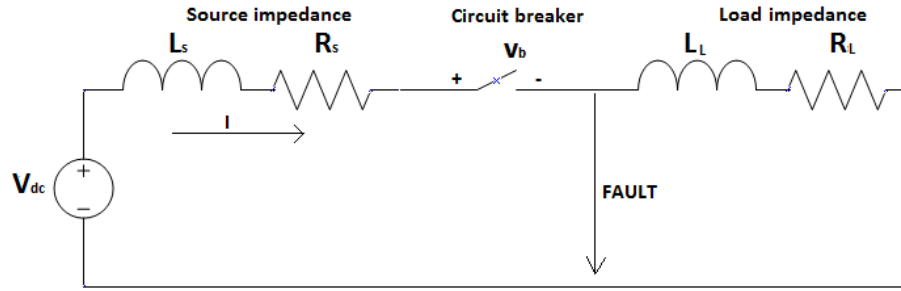 Source impedance Circuit breaker Load impedance
Ls Rs Vb LL RL
+ -
I
Vdc
+
−
FAULT